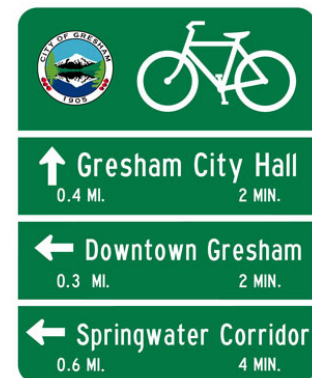 CITY OF GRESHAM
1905
Gresham City Hall
0.4 MI. 2 MIN.
Downtown Gresham
0.3 MI. 2 MIN.
Springwater Corridor
0.6 MI. 4 MIN.